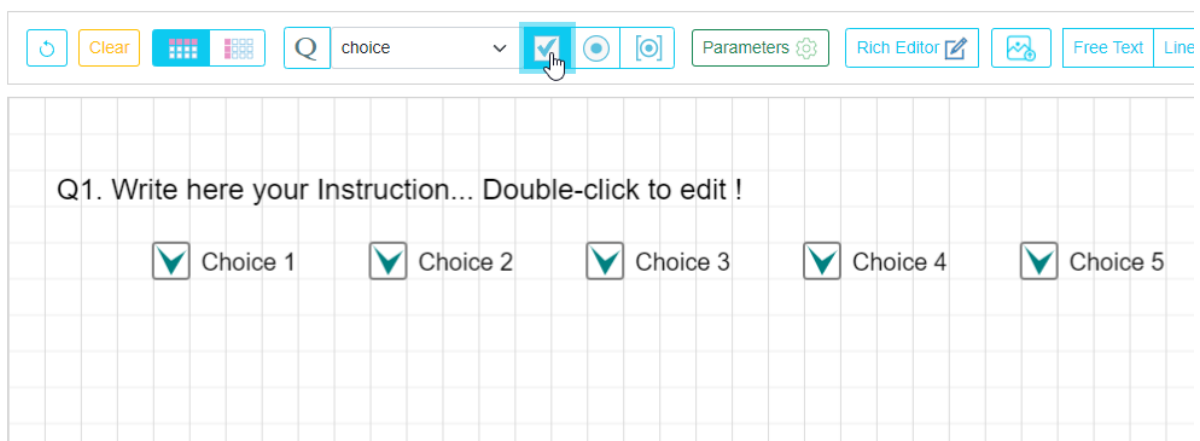 Clear Q choice Parameters Rich Editor Free Text Line
Q1. Write here your Instruction... Double-click to edit !
Choice 1 Choice 2 Choice 3 Choice 4 Choice 5